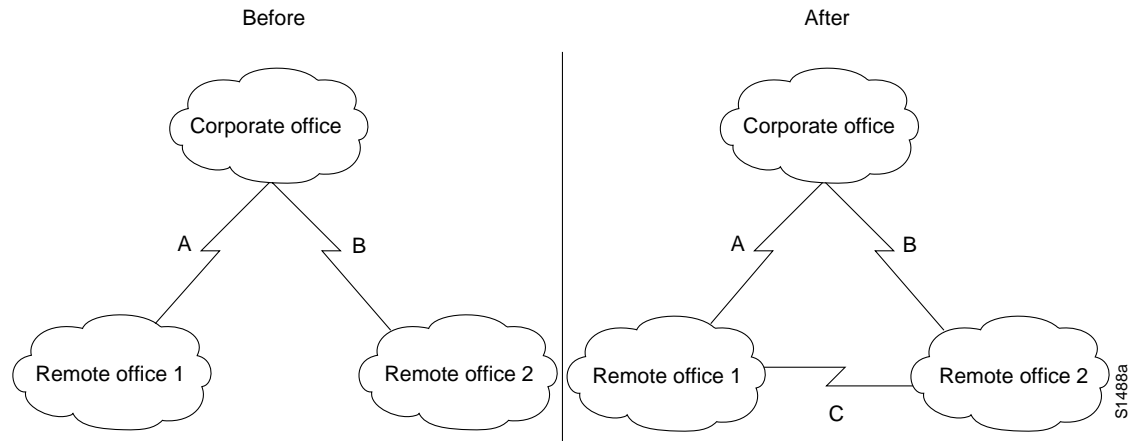 Before
After
Corporate office
Corporate office
A
B
A
B
Remote office 1
Remote office 2
Remote office 1
Remote office 2
C
S1488a